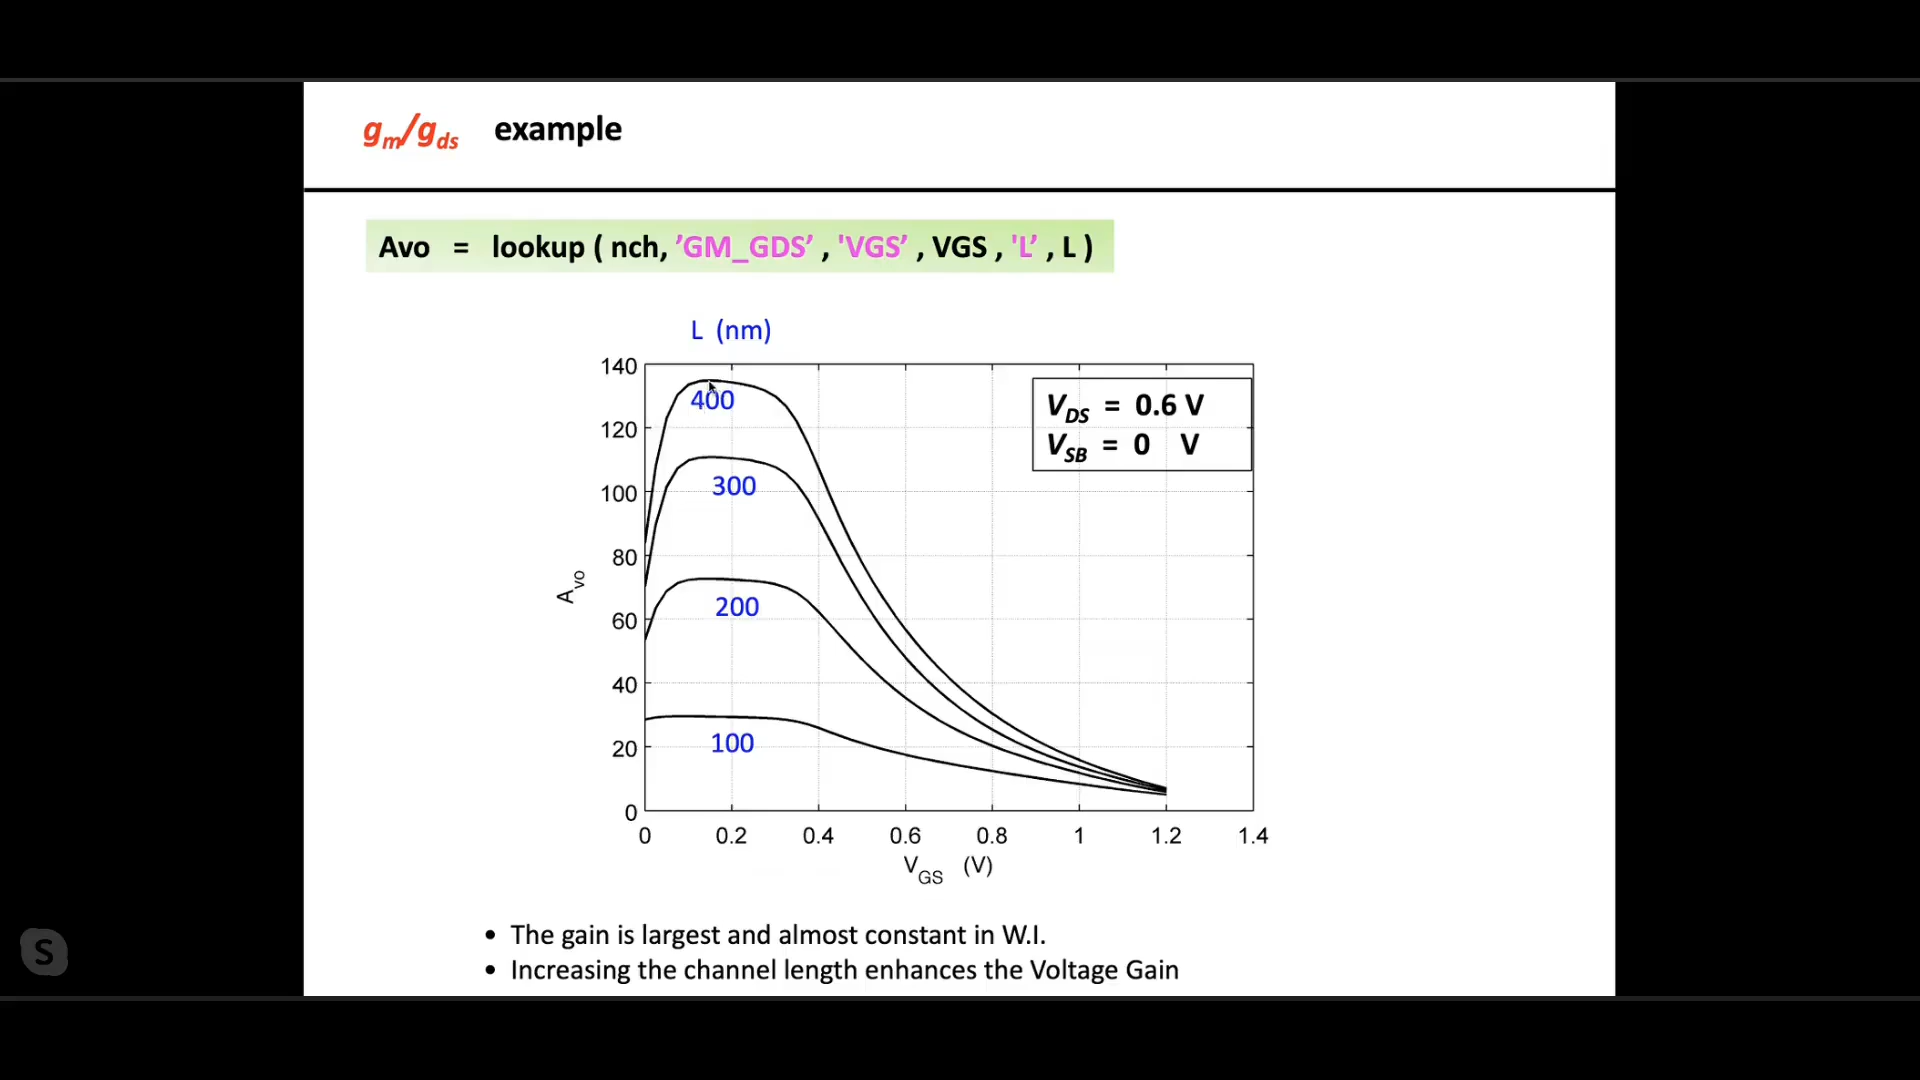 gm/gds example
Avo = lookup ( nch, ’GM_GDS’ , 'VGS’ , VGS , 'L’ , L )
L (nm)
140
120
100
80
60
40
20
0
Avo
400
300
200
100
VDS = 0.6 V
VSB = 0 V
0 0.2 0.4 0.6 0.8 1 1.2 1.4
VGS (V)
• The gain is largest and almost constant in W.I.
• Increasing the channel length enhances the Voltage Gain
S